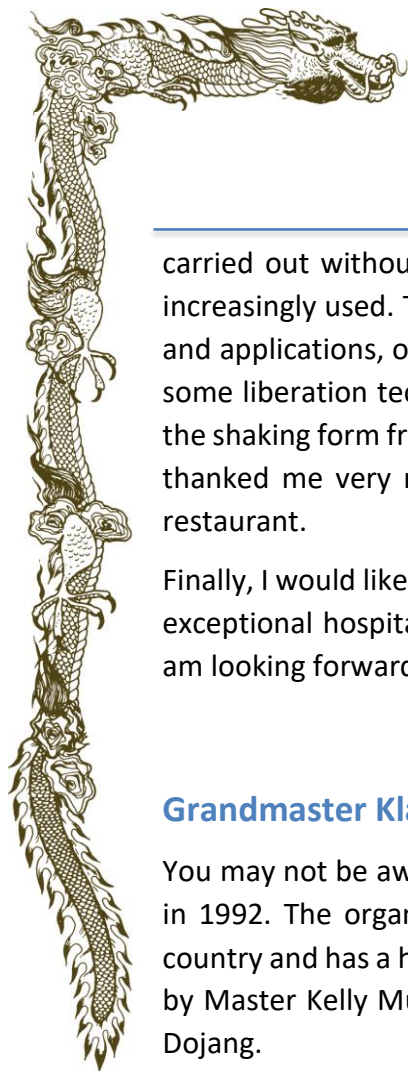 carried out withou
increasingly used. T
and applications, o
some liberation tec
the shaking form fr
thanked me very r
restaurant.
Finally, I would like
exceptional hospita
am looking forward
Grandmaster Kla
You may not be aw
in 1992. The organ
country and has a h
by Master Kelly Mu
Dojang.